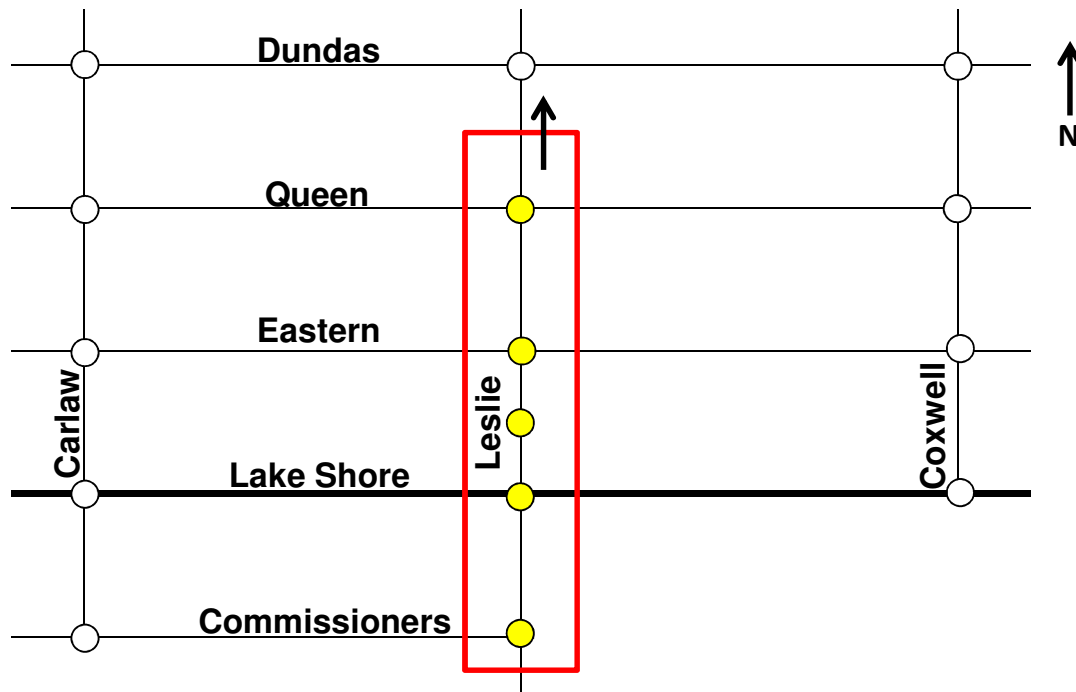 Dundas
N
Queen
Eastern
Carlaw
Leslie
Coxwell
Lake Shore
Commissioners